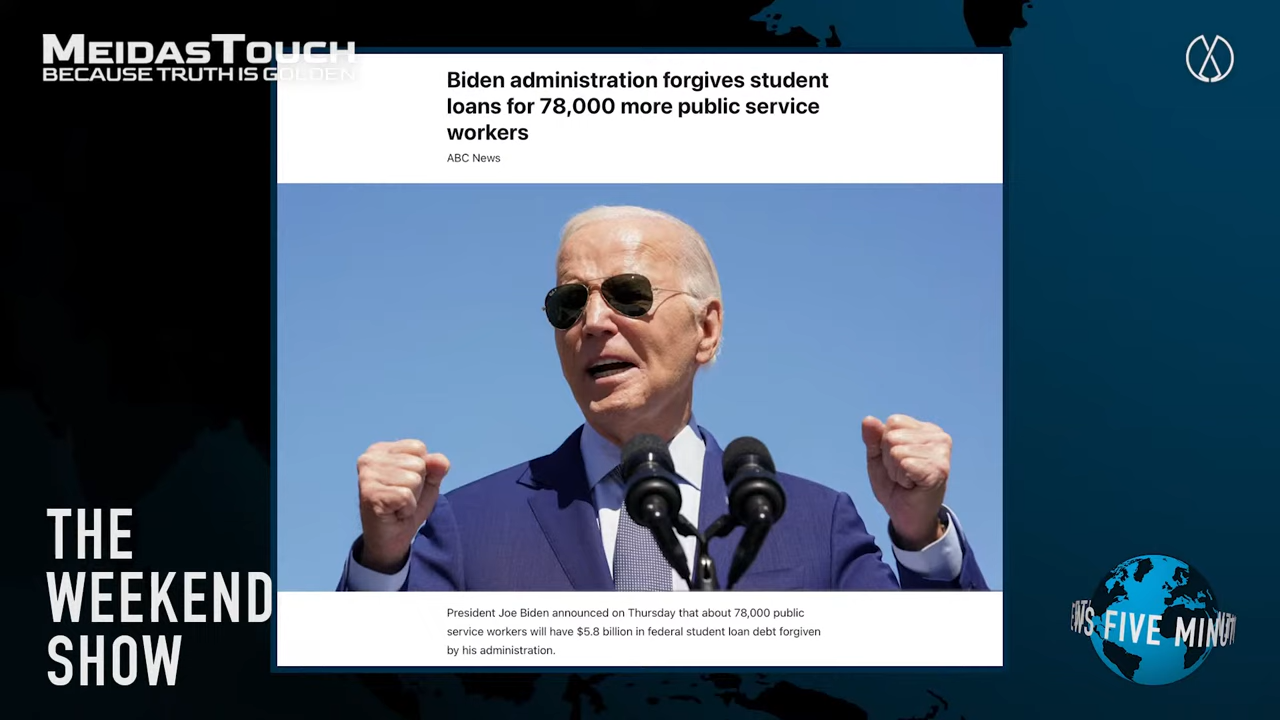 MEIDASTOUCH
BECAUSE TRUTH IS GOLDEN
Biden administration forgives student
loans for 78,000 more public service
workers
ABC News
THE
WEEKEND
SHOW
President Joe Biden announced on Thursday that about 78,000 public
service workers will have $5.8 billion in federal student loan debt forgiven
by his administration.
FIVE